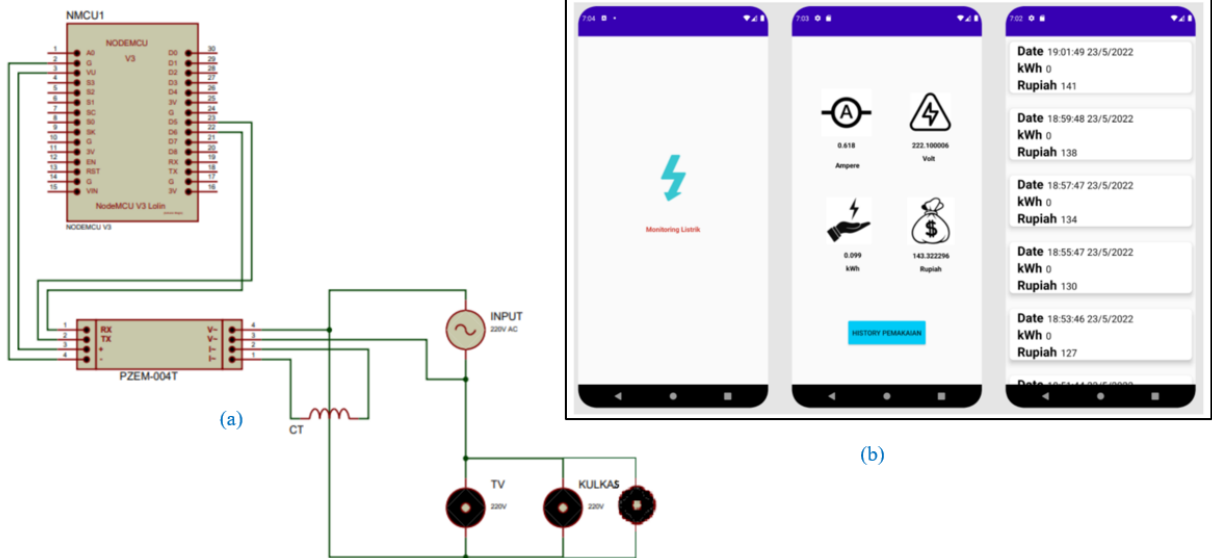 NMCU1
NODEMCU
V3
1 A0 D0 30
2 G D1 29
3 VU D2 28
4 S3 D3 27
5 S2 D4 26
6 S1 3V 25
7 SC G 24
8 S0 D5 23
9 SK D6 22
10 G D7 21
11 3V D8 20
12 EN RX 19
13 RST TX 18
14 G G 17
15 VIN 3V 16
NodeMCU V3 Lolin
NODEMCU V3
1 RX V~ 4
2 TX V~ 3
3 + I~ 2
4 - I~ 1
PZEM-004T
INPUT
220V AC
CT
(a)
TV
220V
KULKAS
220V
7:04
Monitoring Listrik
7:03
A
0.618
Ampere
222.100006
Volt
0.099
kWh
$
143.322296
Rupiah
HISTORY PEMAKAIAN
7:02
Date 19:01:49 23/5/2022
kWh 0
Rupiah 141
Date 18:59:48 23/5/2022
kWh 0
Rupiah 138
Date 18:57:47 23/5/2022
kWh 0
Rupiah 134
Date 18:55:47 23/5/2022
kWh 0
Rupiah 130
Date 18:53:46 23/5/2022
kWh 0
Rupiah 127
(b)